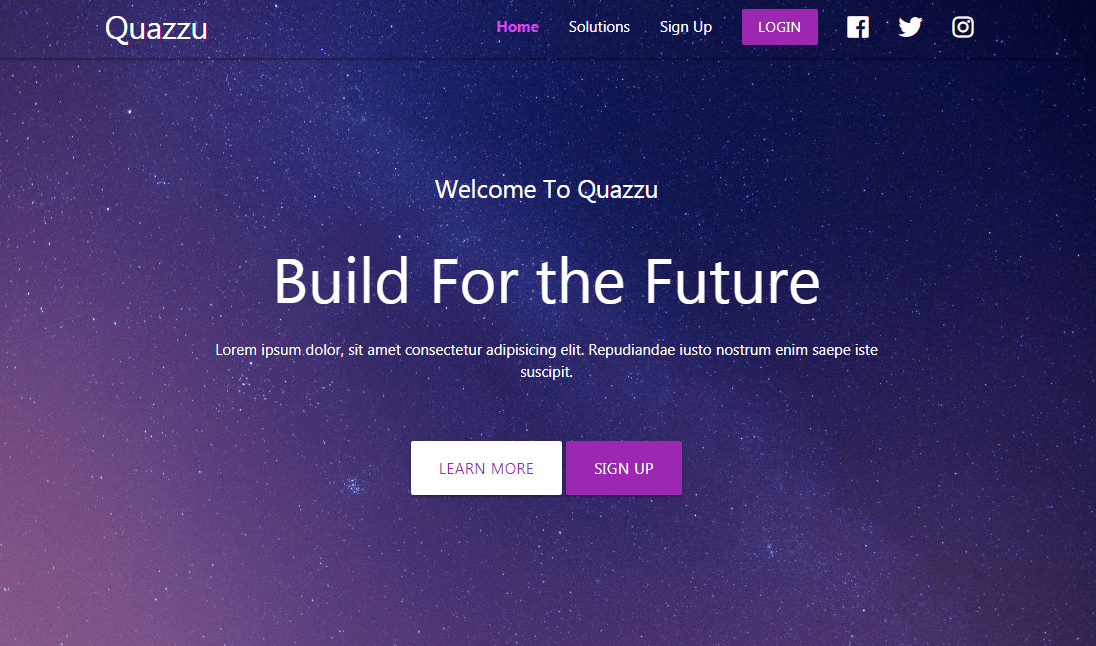 Quazzu
Home Solutions Sign Up LOGIN
Welcome To Quazzu
Build For the Future
Lorem ipsum dolor, sit amet consectetur adipisicing elit. Repudiandae iusto nostrum enim saepe iste
suscipit.
LEARN MORE SIGN UP